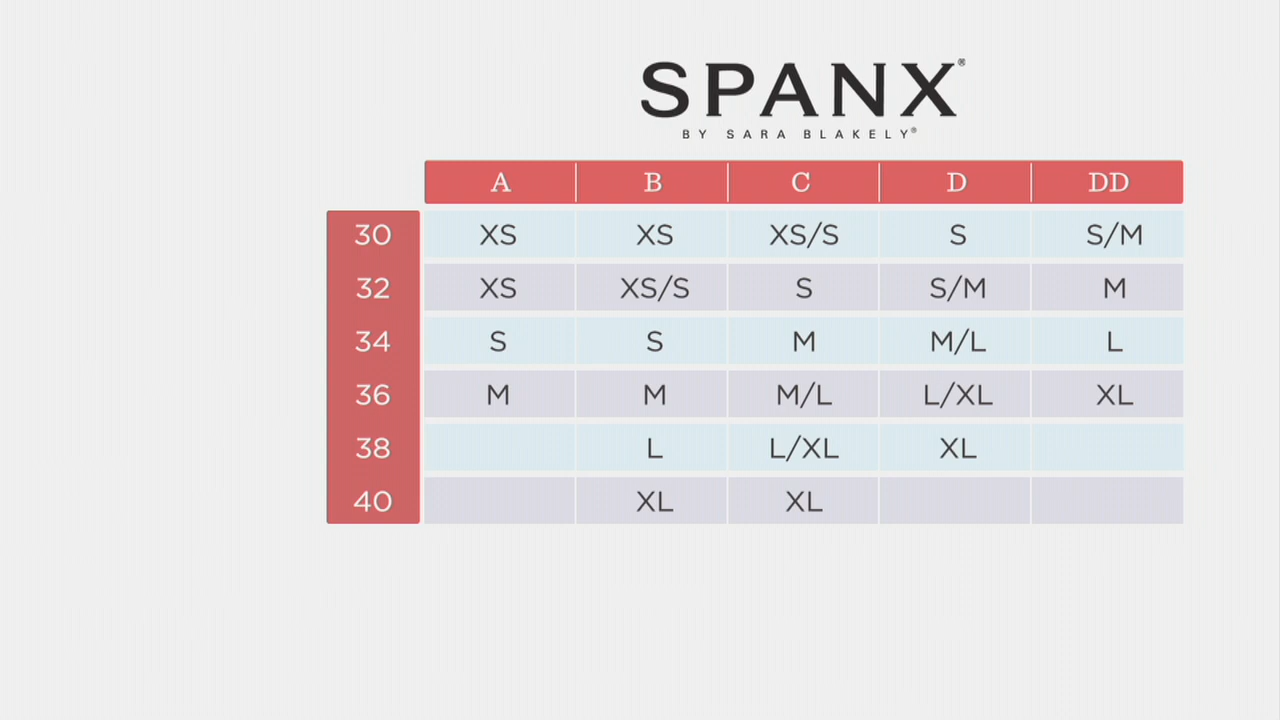 SPANX®
BY SARA BLAKELY®
A B C D DD
30 XS XS XS/S S S/M
32 XS XS/S S S/M M
34 S S M M/L L
36 M M M/L L/XL XL
38 L L/XL XL
40 XL XL